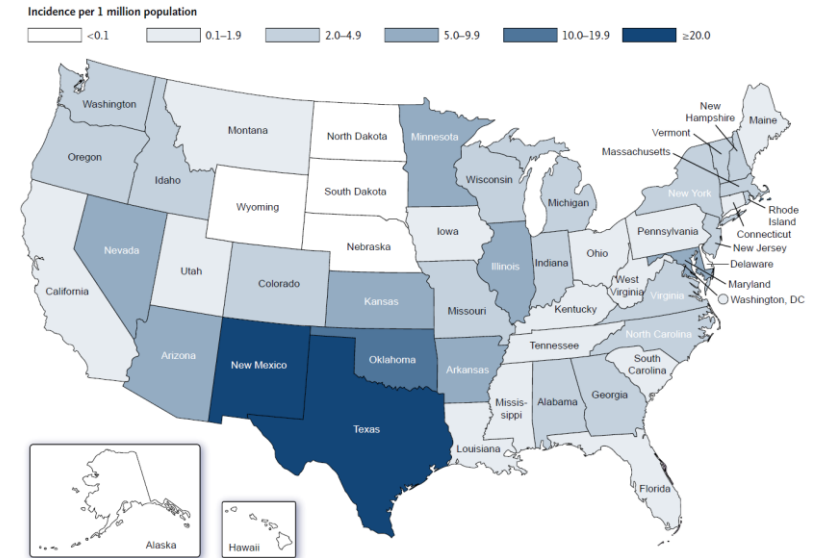 Incidence per 1 million population
<0.1
0.1–1.9
2.0–4.9
5.0–9.9
10.0–19.9
≥20.0
Washington
Montana
North Dakota
Minnesota
New
Hampshire
Maine
Vermont
Massachusetts
Oregon
Idaho
South Dakota
Wisconsin
Michigan
New York
Wyoming
Rhode
Island
Connecticut
New Jersey
Delaware
Maryland
Washington, DC
Nevada
Utah
Colorado
Nebraska
Iowa
Illinois
Indiana
Ohio
Pennsylvania
West
Virginia
Virginia
California
Kansas
Missouri
Kentucky
North Carolina
Tennessee
South
Carolina
Arizona
New Mexico
Oklahoma
Arkansas
Missis-
sippi
Alabama
Georgia
Texas
Louisiana
Florida
Alaska
Hawaii